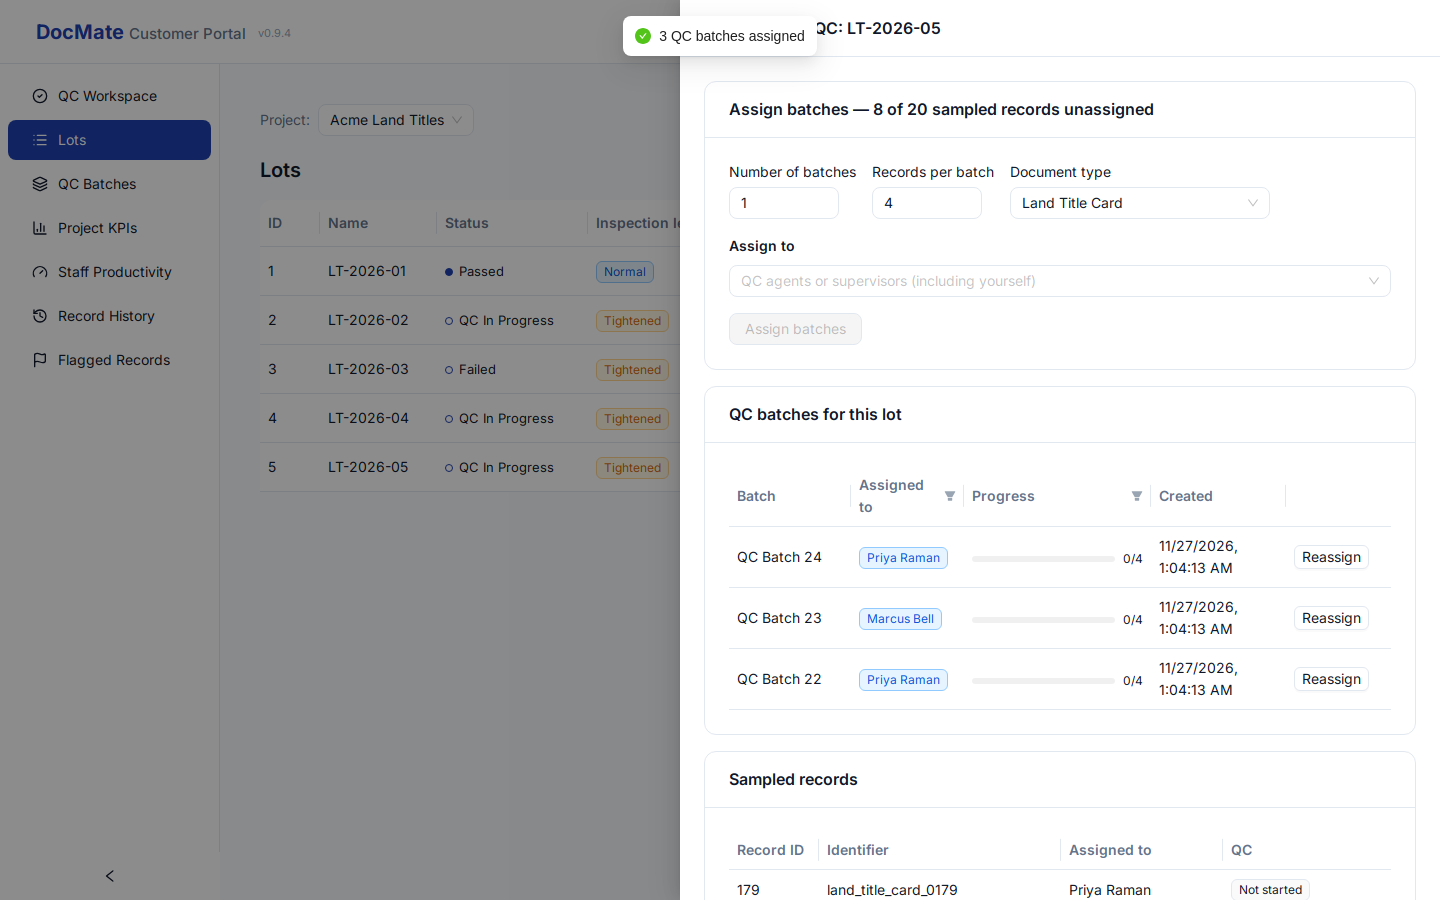 DocMate Customer Portal v0.9.4
3 QC batches assigned
QC: LT-2026-05
QC Workspace
Lots
QC Batches
Project KPIs
Staff Productivity
Record History
Flagged Records
Project: Acme Land Titles
Lots
ID Name Status Inspection le
1 LT-2026-01 Passed Normal
2 LT-2026-02 QC In Progress Tightened
3 LT-2026-03 Failed Tightened
4 LT-2026-04 QC In Progress Tightened
5 LT-2026-05 QC In Progress Tightened
Assign batches — 8 of 20 sampled records unassigned
Number of batches Records per batch Document type
1 4 Land Title Card
Assign to
QC agents or supervisors (including yourself)
Assign batches
QC batches for this lot
Batch Assigned to Progress Created
QC Batch 24 Priya Raman 0/4 11/27/2026, 1:04:13 AM Reassign
QC Batch 23 Marcus Bell 0/4 11/27/2026, 1:04:13 AM Reassign
QC Batch 22 Priya Raman 0/4 11/27/2026, 1:04:13 AM Reassign
Sampled records
Record ID Identifier Assigned to QC
179 land_title_card_0179 Priya Raman Not started